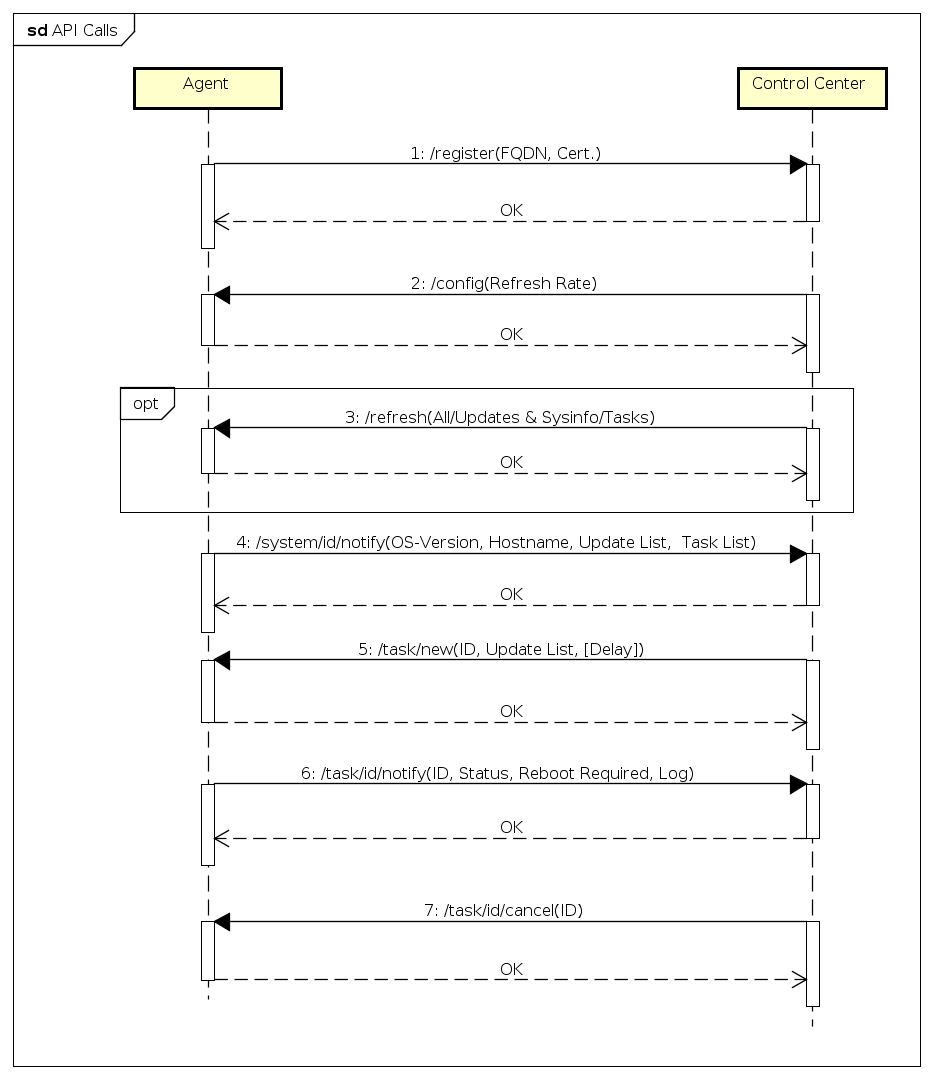 sd API Calls
Agent
Control Center
1: /register(FQDN, Cert.)
OK
2: /config(Refresh Rate)
OK
opt
3: /refresh(All/Updates & Sysinfo/Tasks)
OK
4: /system/id/notify(OS-Version, Hostname, Update List,  Task List)
OK
5: /task/new(ID, Update List, [Delay])
OK
6: /task/id/notify(ID, Status, Reboot Required, Log)
OK
7: /task/id/cancel(ID)
OK